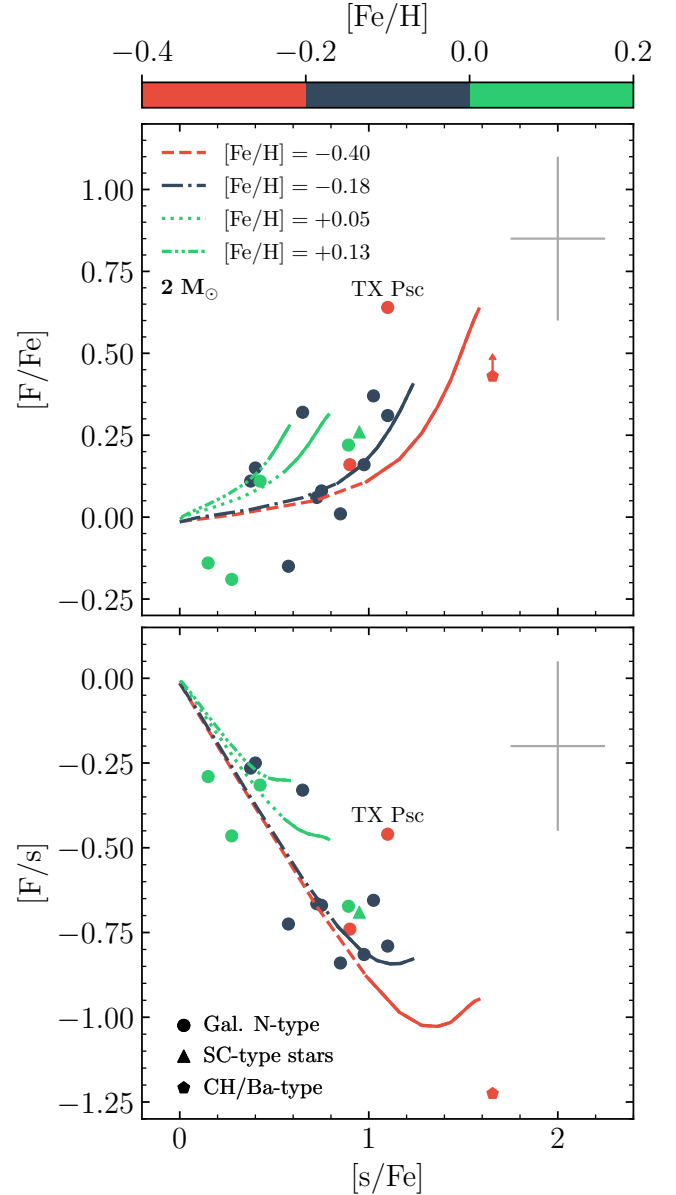 [Fe/H]
−0.4 −0.2 0.0 0.2
[Fe/H] = −0.40
[Fe/H] = −0.18
[Fe/H] = +0.05
[Fe/H] = +0.13
2 M⊙
TX Psc
1.00
0.75
0.50
0.25
0.00
−0.25
[F/Fe]
TX Psc
0.00
−0.25
−0.50
−0.75
−1.00
−1.25
[F/s]
Gal. N-type
SC-type stars
CH/Ba-type
0 1 2
[s/Fe]